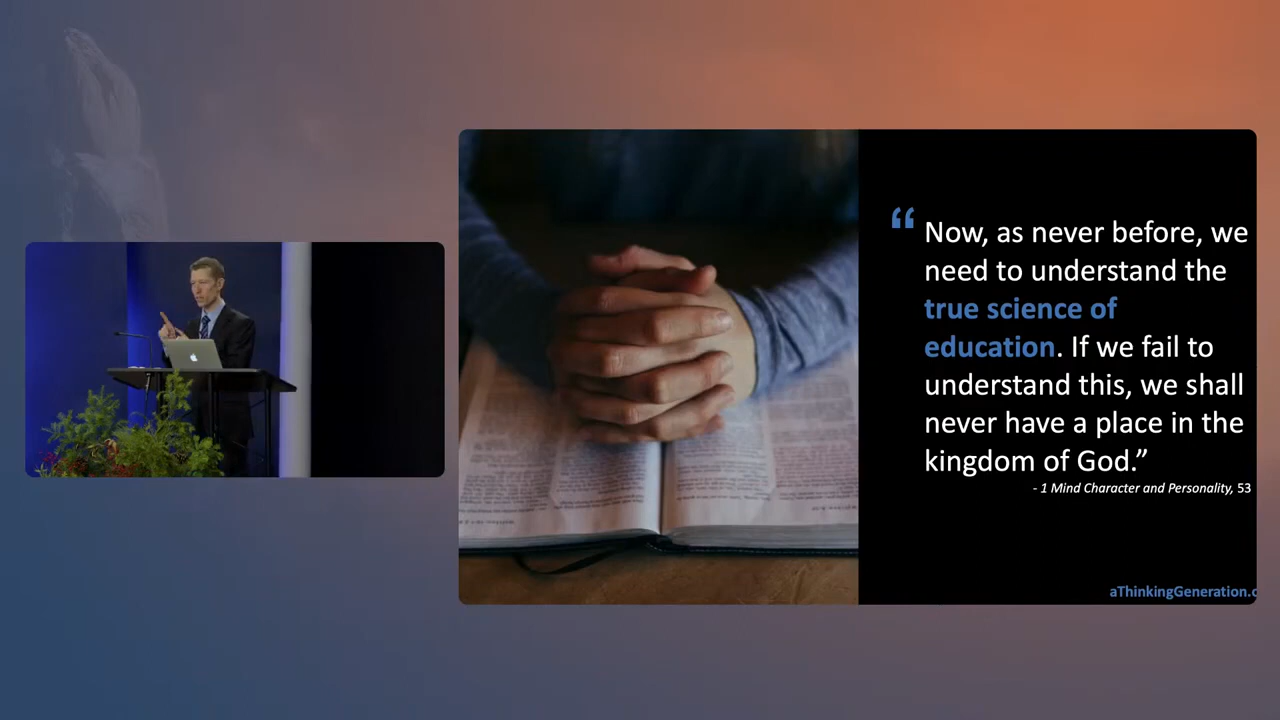 “ Now, as never before, we
need to understand the
true science of
education. If we fail to
understand this, we shall
never have a place in the
kingdom of God.”
- 1 Mind Character and Personality, 53
aThinkingGeneration.c